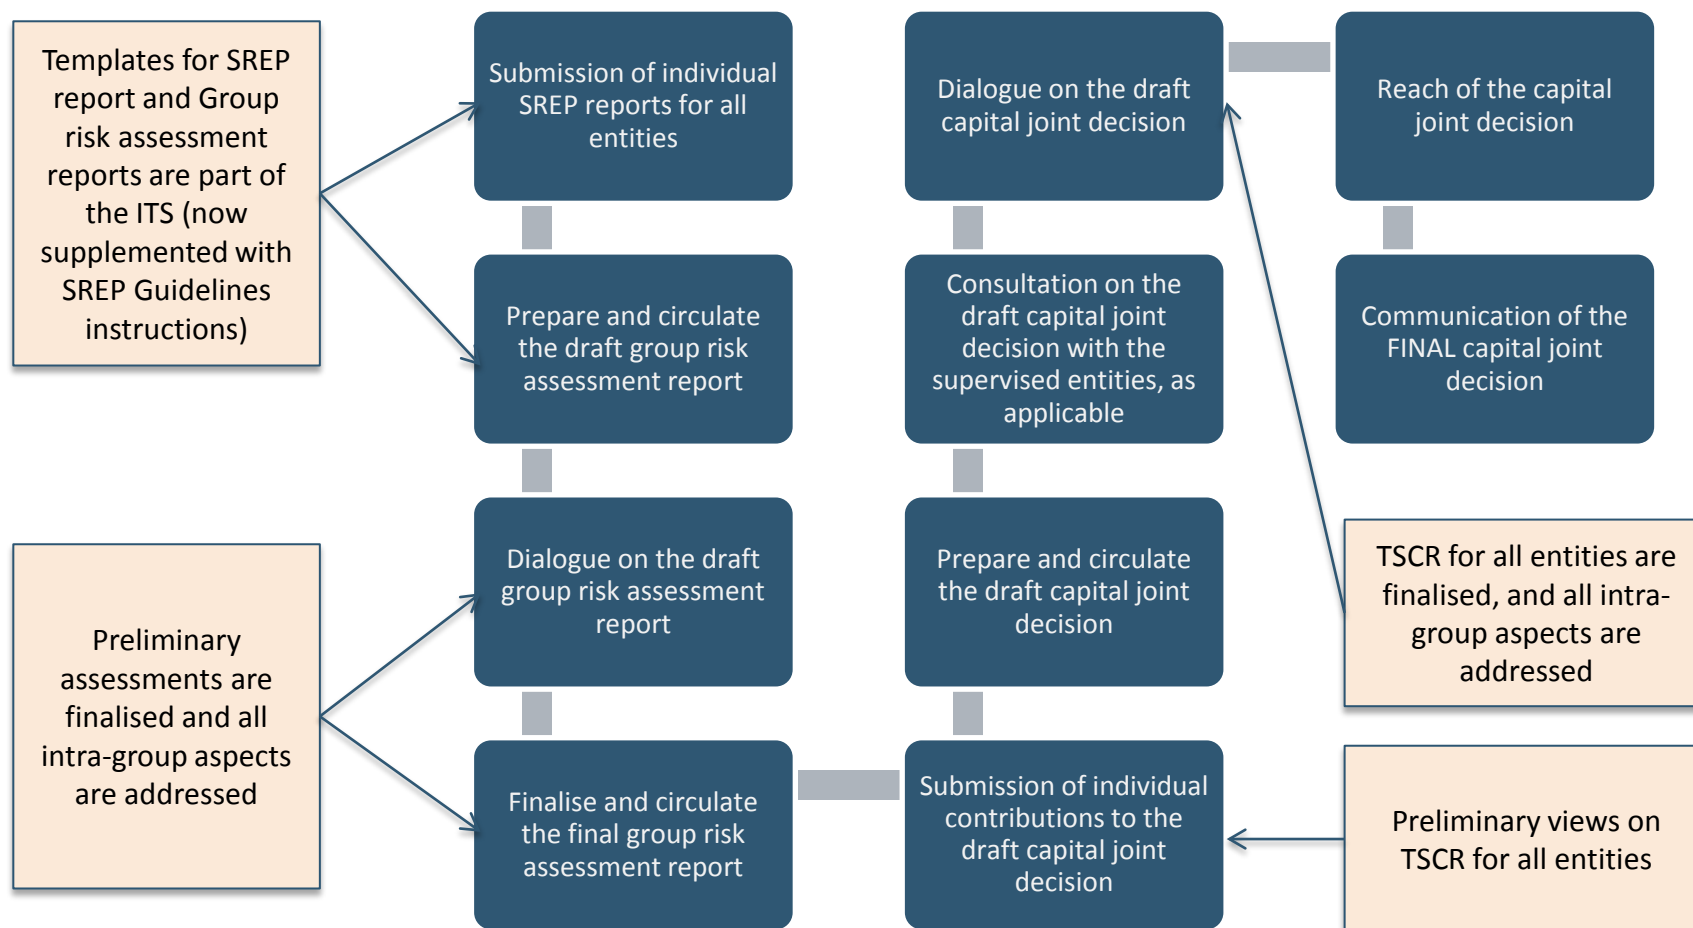 Templates for SREP
report and Group
risk assessment
reports are part of
the ITS (now
supplemented with
SREP Guidelines
instructions)
Preliminary
assessments are
finalised and all
intra-group aspects
are addressed
Submission of individual
SREP reports for all
entities
Prepare and circulate
the draft group risk
assessment report
Dialogue on the draft
group risk assessment
report
Finalise and circulate
the final group risk
assessment report
Submission of individual
contributions to the
draft capital joint
decision
Prepare and circulate
the draft capital joint
decision
Consultation on the
draft capital joint
decision with the
supervised entities, as
applicable
Dialogue on the draft
capital joint decision
Reach of the capital
joint decision
Communication of the
FINAL capital joint
decision
TSCR for all entities are
finalised, and all intra-
group aspects are
addressed
Preliminary views on
TSCR for all entities